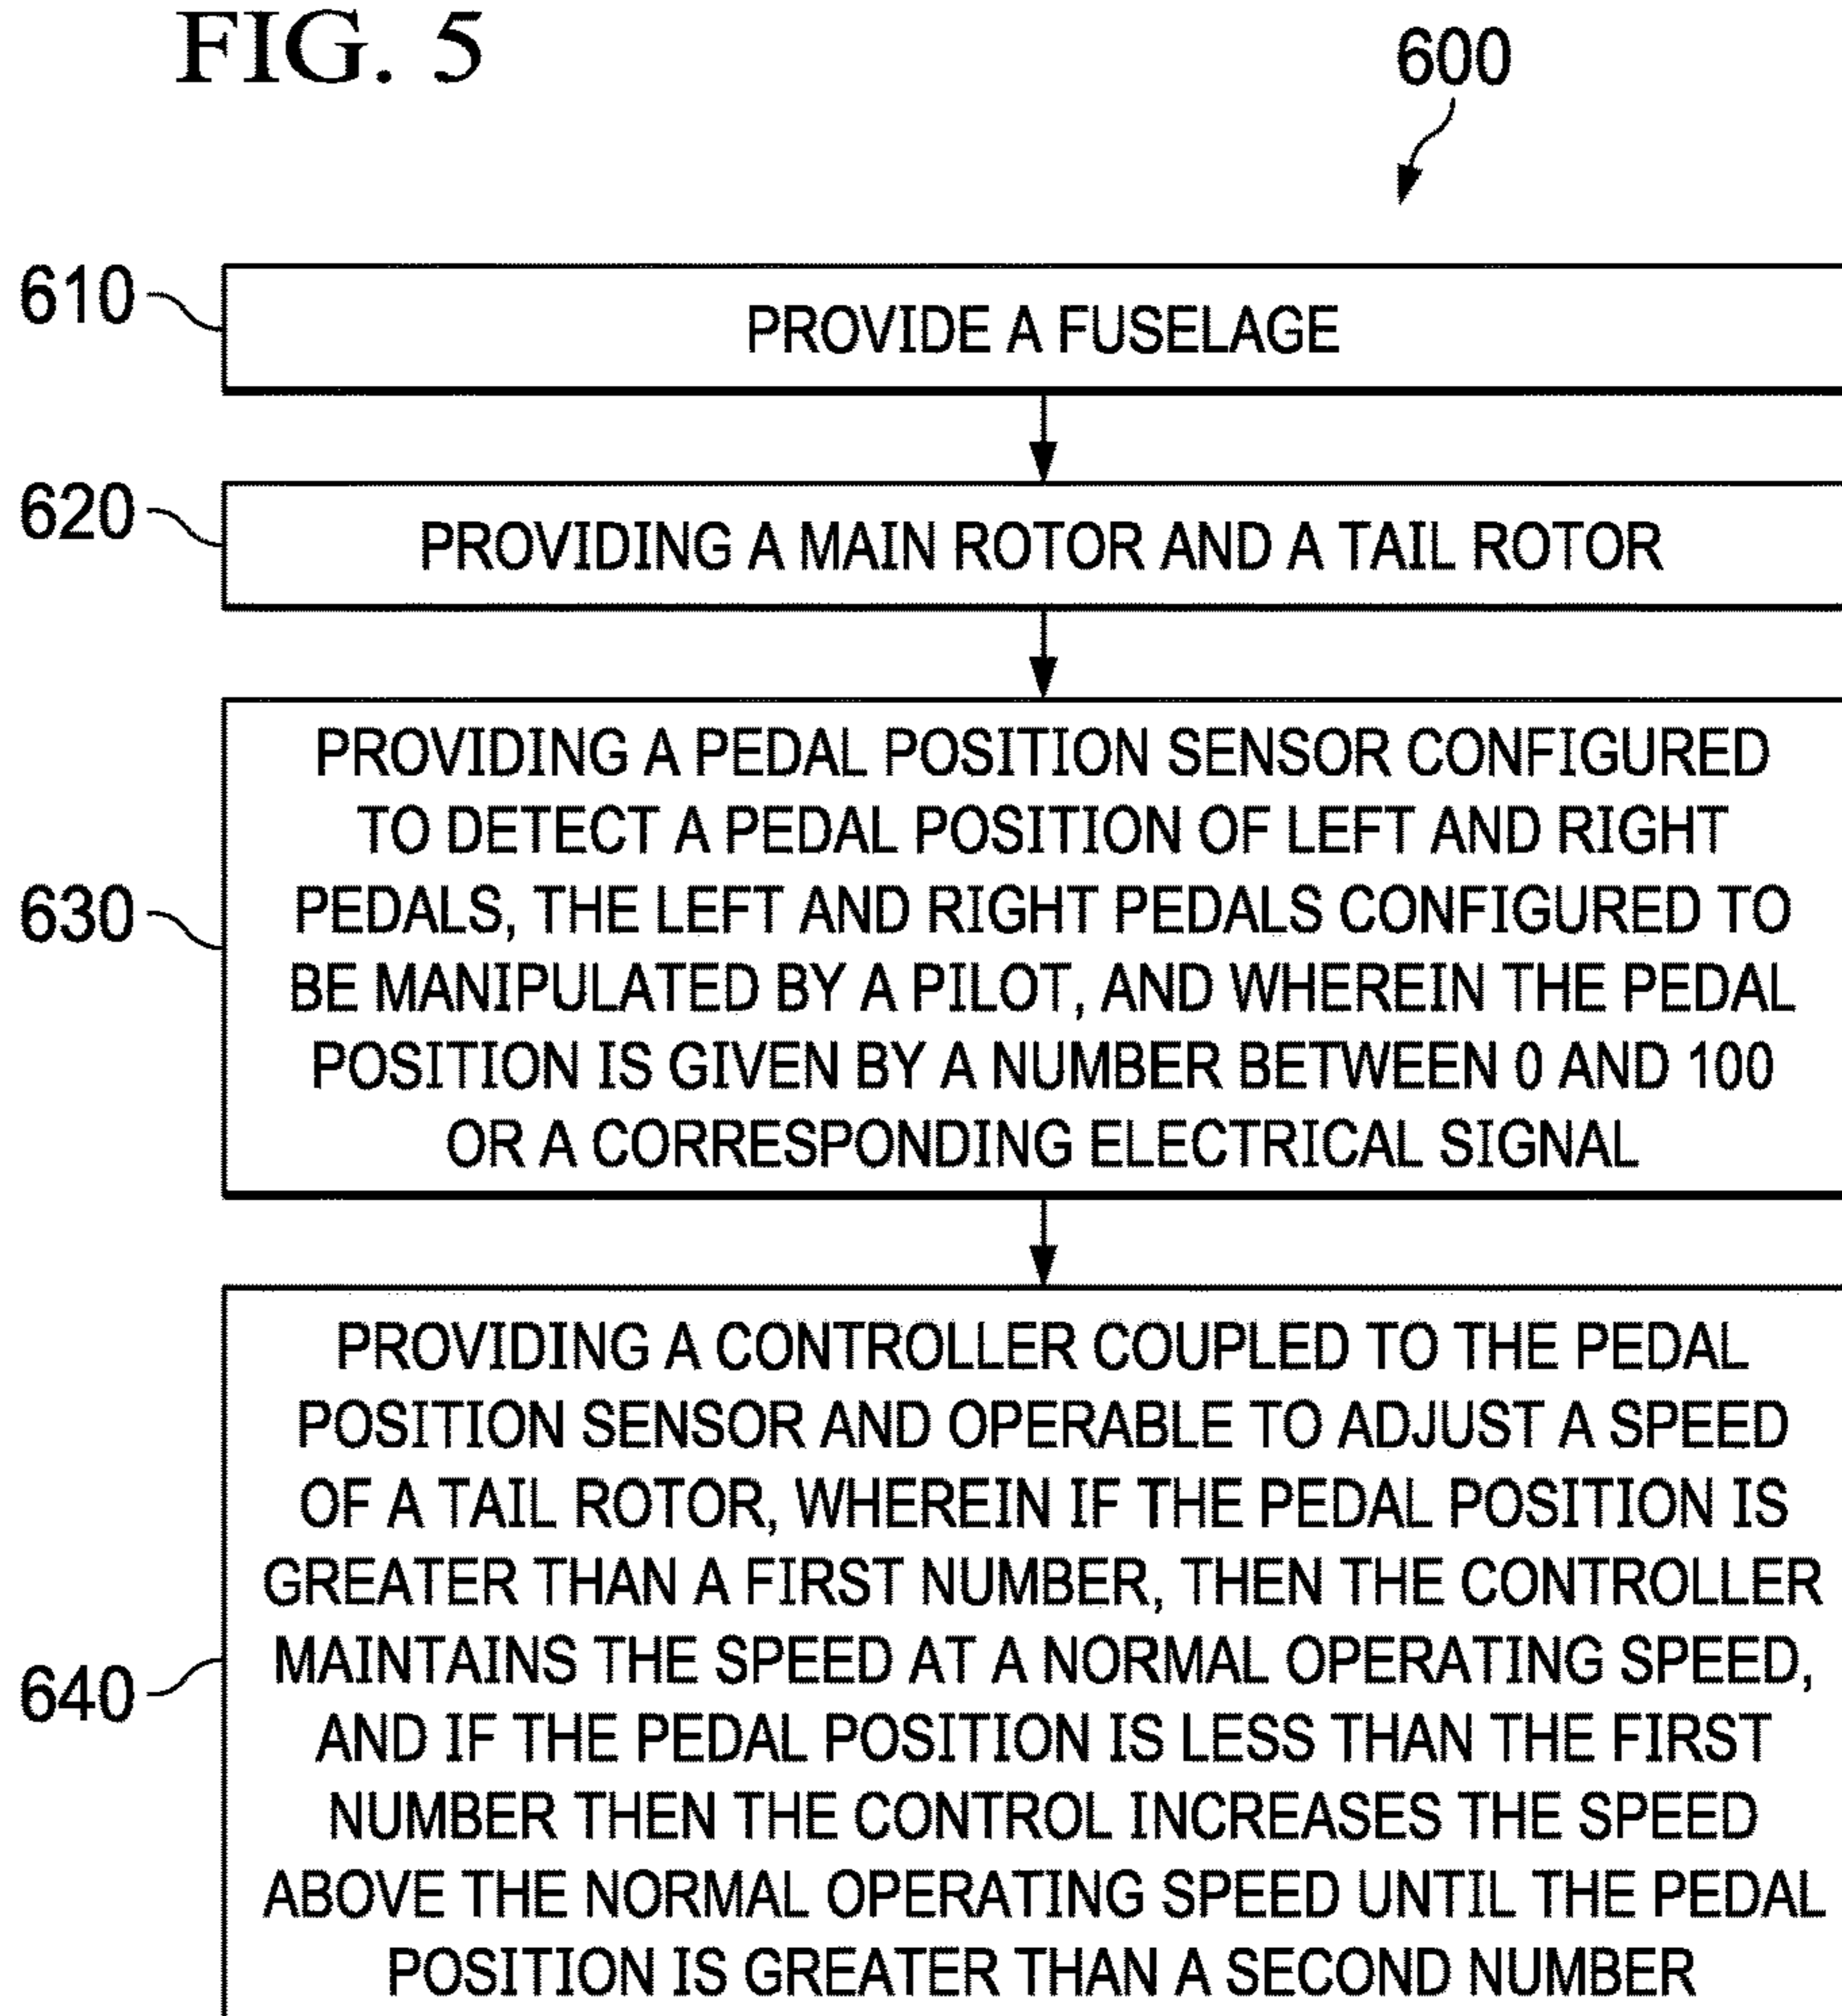 FIG. 5
600
610
PROVIDE A FUSELAGE
620
PROVIDING A MAIN ROTOR AND A TAIL ROTOR
630
PROVIDING A PEDAL POSITION SENSOR CONFIGURED
TO DETECT A PEDAL POSITION OF LEFT AND RIGHT
PEDALS, THE LEFT AND RIGHT PEDALS CONFIGURED TO
BE MANIPULATED BY A PILOT, AND WHEREIN THE PEDAL
POSITION IS GIVEN BY A NUMBER BETWEEN 0 AND 100
OR A CORRESPONDING ELECTRICAL SIGNAL
640
PROVIDING A CONTROLLER COUPLED TO THE PEDAL
POSITION SENSOR AND OPERABLE TO ADJUST A SPEED
OF A TAIL ROTOR, WHEREIN IF THE PEDAL POSITION IS
GREATER THAN A FIRST NUMBER, THEN THE CONTROLLER
MAINTAINS THE SPEED AT A NORMAL OPERATING SPEED,
AND IF THE PEDAL POSITION IS LESS THAN THE FIRST
NUMBER THEN THE CONTROL INCREASES THE SPEED
ABOVE THE NORMAL OPERATING SPEED UNTIL THE PEDAL
POSITION IS GREATER THAN A SECOND NUMBER